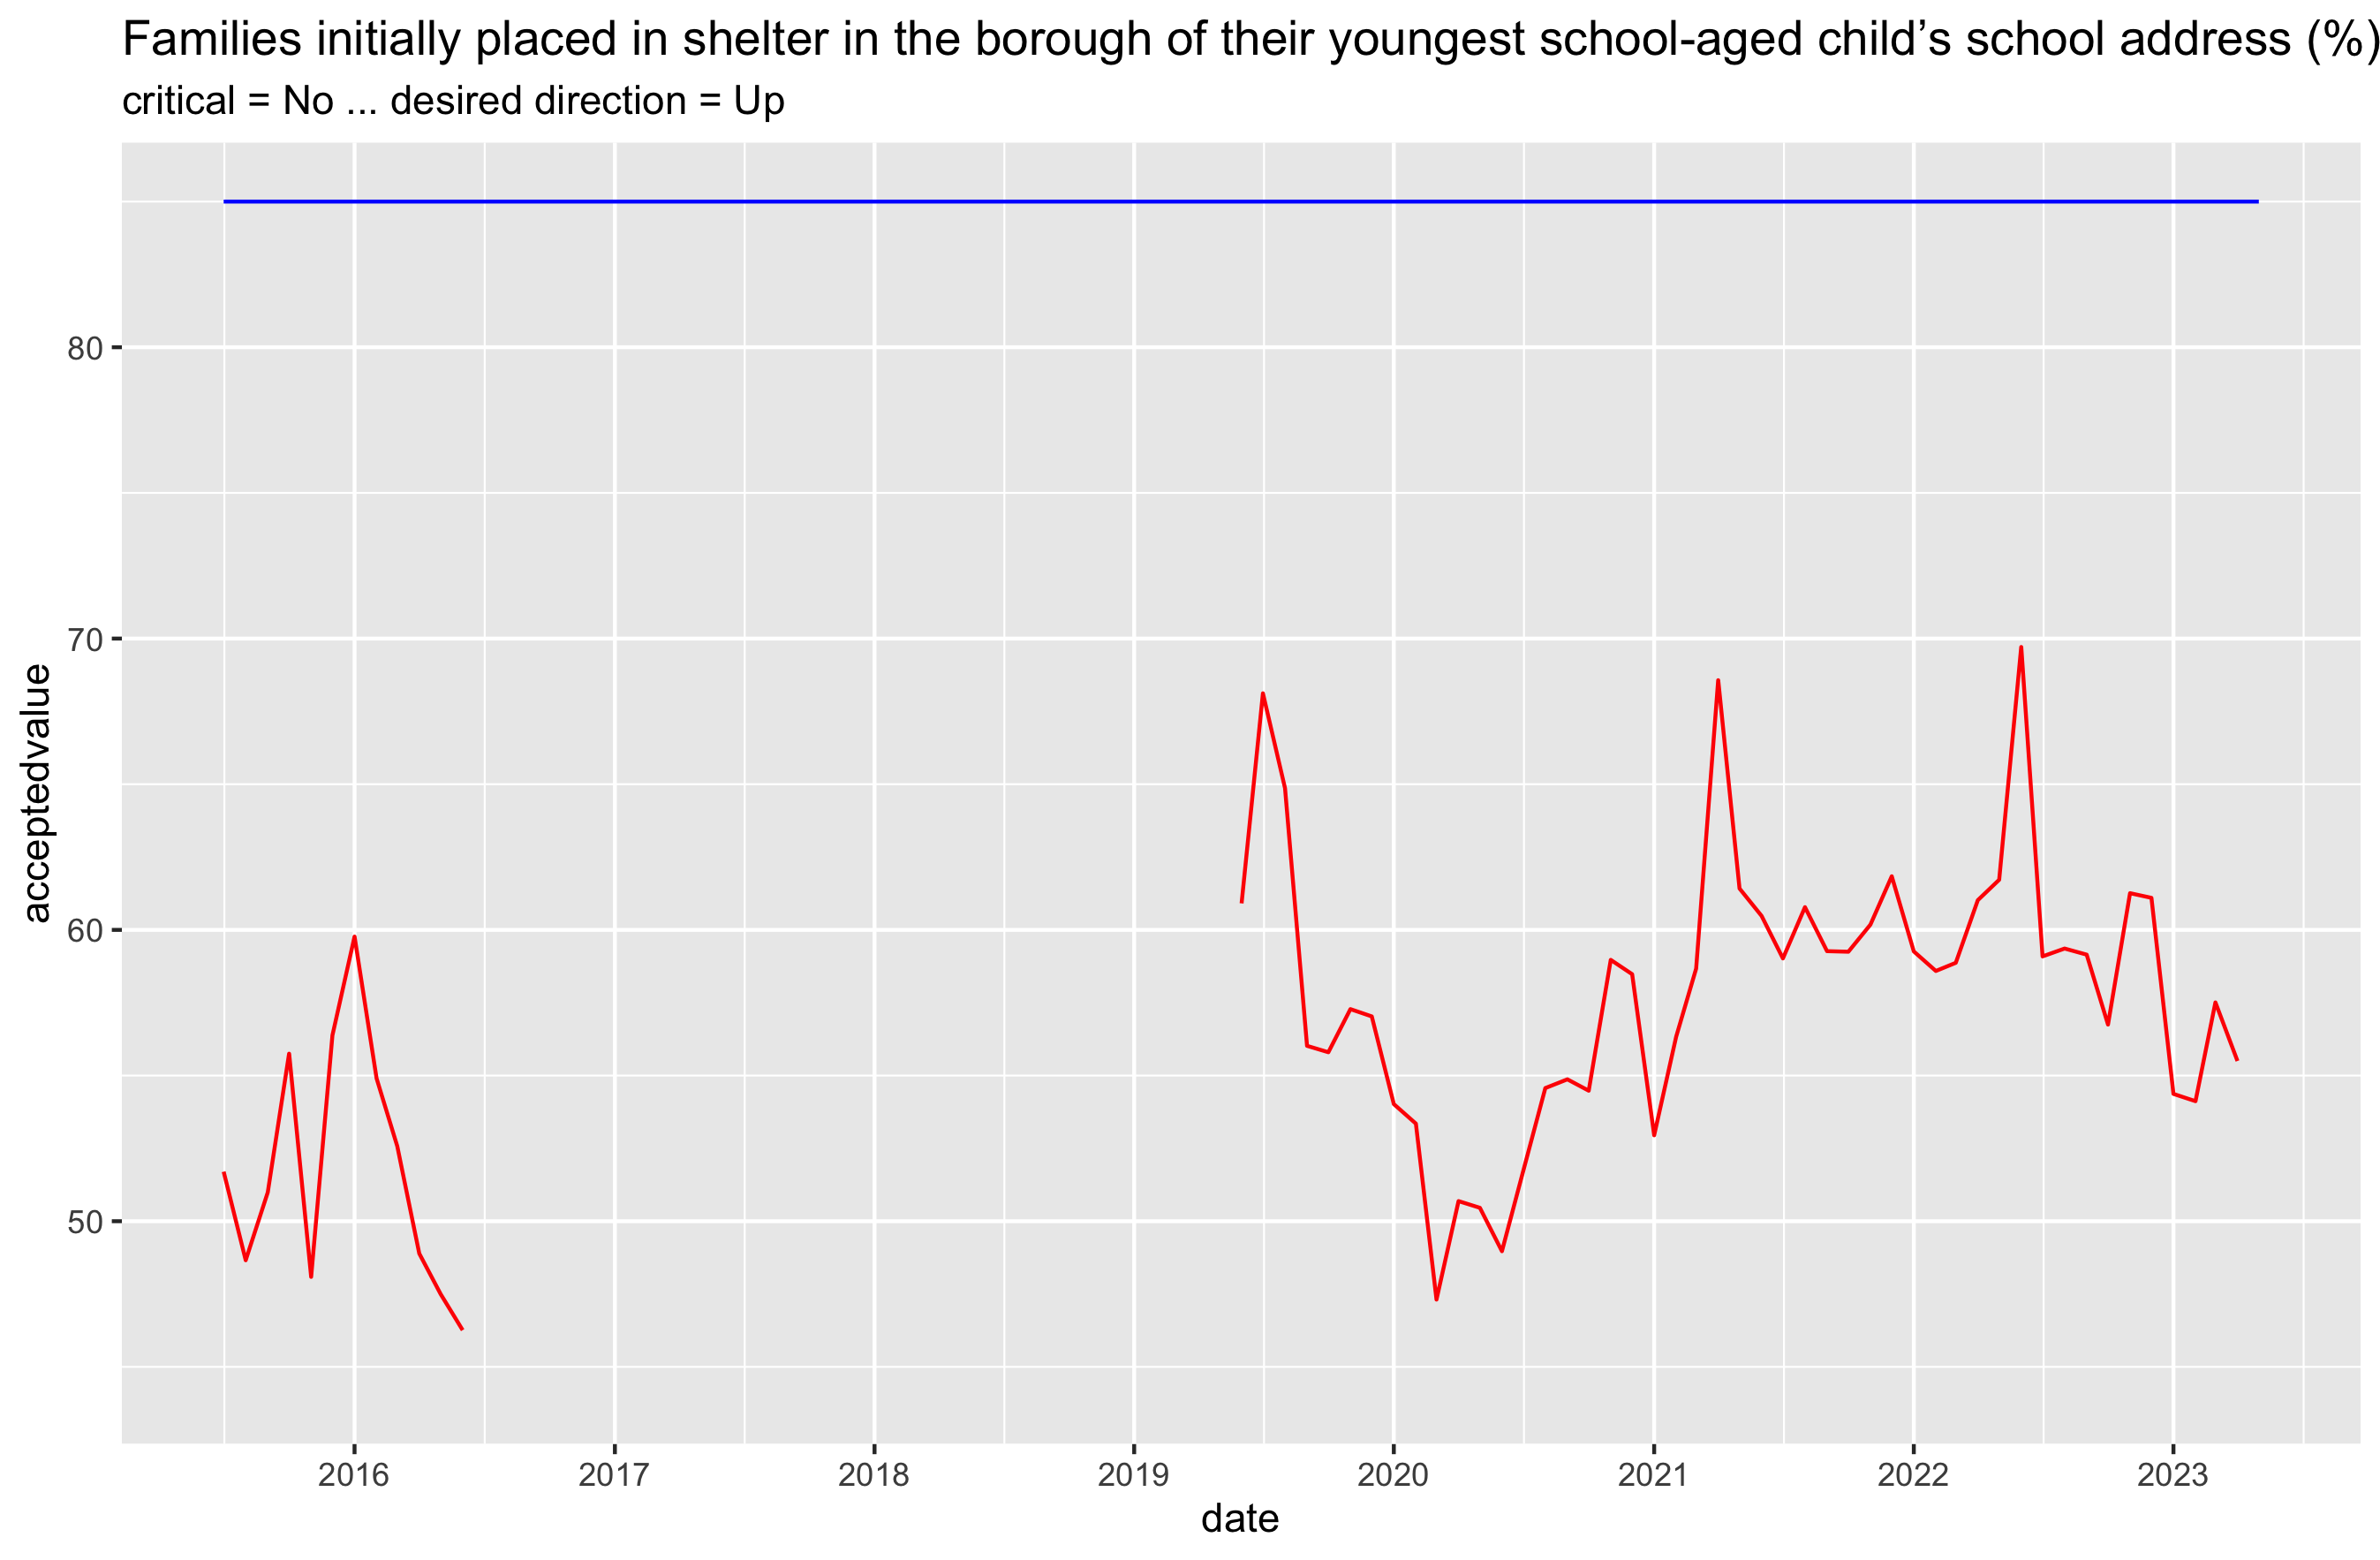 Families initially placed in shelter in the borough of their youngest school-aged child’s school address (%)
critical = No ... desired direction = Up
acceptedvalue
80
70
60
50
2016 2017 2018 2019 2020 2021 2022 2023
date